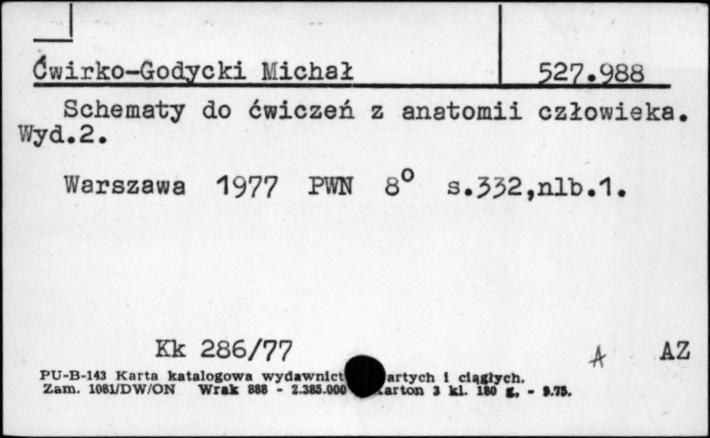 Ćwirko-Godycki Michał 527.988
Schematy do ćwiczeń z anatomii człowieka.
Wyd.2.
Warszawa 1977 PWN 8° s.332,nlb.1.
Kk 286/77 A AZ
PU-B-143 Karta katalogowa wydawnict artych i ciągłych.
Zam. 1081/DW/ON Wrak 888 - 2.385.000 arton 3 kl. 180 g. - 9.75.